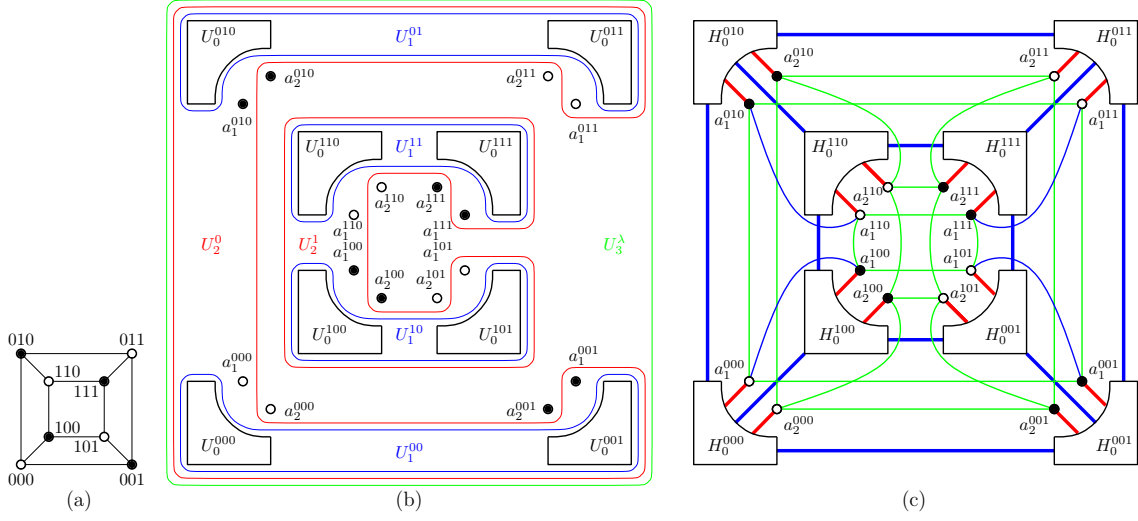 010 011
110
111
100
101
000 001
(a)
U_0^{010} U_1^{01} U_0^{011}
a_2^{010} a_2^{011}
a_1^{010} a_1^{011}
U_0^{110} U_1^{11} U_0^{111}
a_2^{110} a_2^{111}
a_1^{110} a_1^{111}
U_2^0 U_2^1 a_1^{100} a_1^{101} U_3^λ
a_2^{100} a_2^{101}
U_0^{100} U_1^{10} U_0^{101}
a_1^{000} a_1^{001}
a_2^{000} a_2^{001}
U_0^{000} U_1^{00} U_0^{001}
(b)
H_0^{010} H_0^{011}
a_2^{010} a_2^{011}
a_1^{010} a_1^{011}
H_0^{110} H_0^{111}
a_2^{110} a_2^{111}
a_1^{110} a_1^{111}
a_1^{100} a_1^{101}
a_2^{100} a_2^{101}
H_0^{100} H_0^{001}
a_1^{000} a_1^{001}
a_2^{000} a_2^{001}
H_0^{000} H_0^{001}
(c)